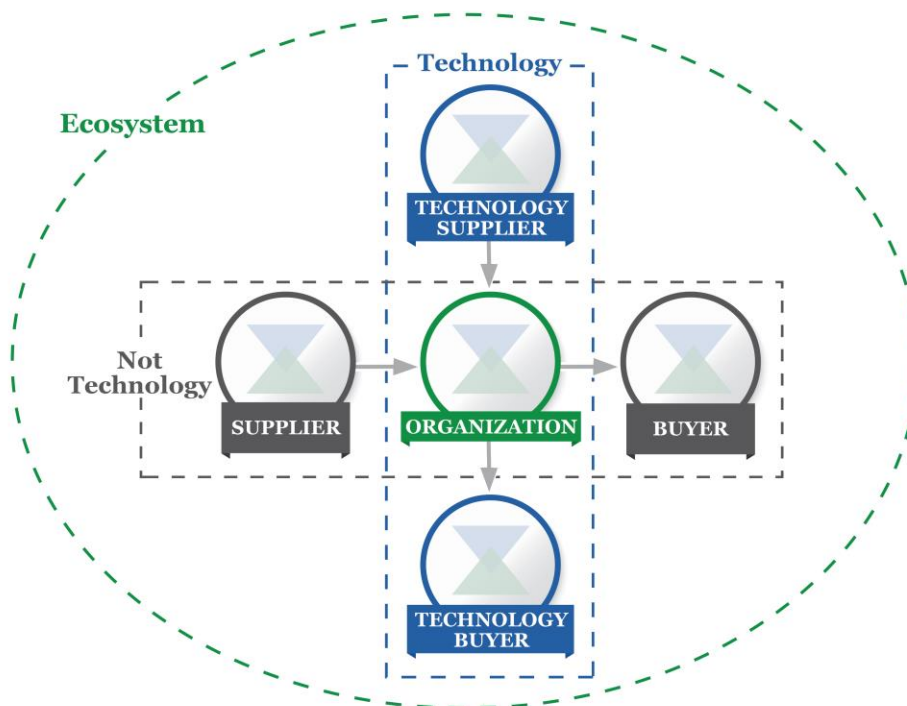 Technology
Ecosystem
TECHNOLOGY
SUPPLIER
Not
Technology
SUPPLIER
ORGANIZATION
BUYER
TECHNOLOGY
BUYER